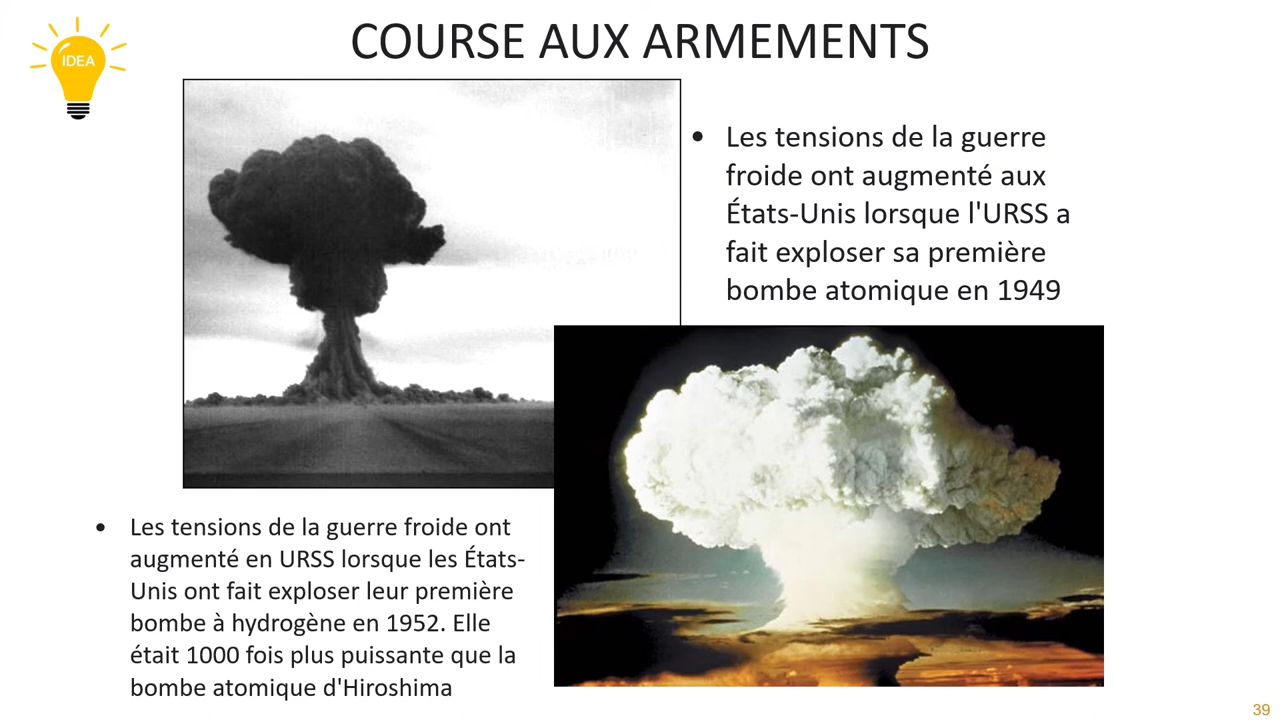 COURSE AUX ARMEMENTS
IDEA
• Les tensions de la guerre
froide ont augmenté aux
États-Unis lorsque l'URSS a
fait exploser sa première
bombe atomique en 1949
• Les tensions de la guerre froide ont
augmenté en URSS lorsque les États-
Unis ont fait exploser leur première
bombe à hydrogène en 1952. Elle
était 1000 fois plus puissante que la
bombe atomique d'Hiroshima
39